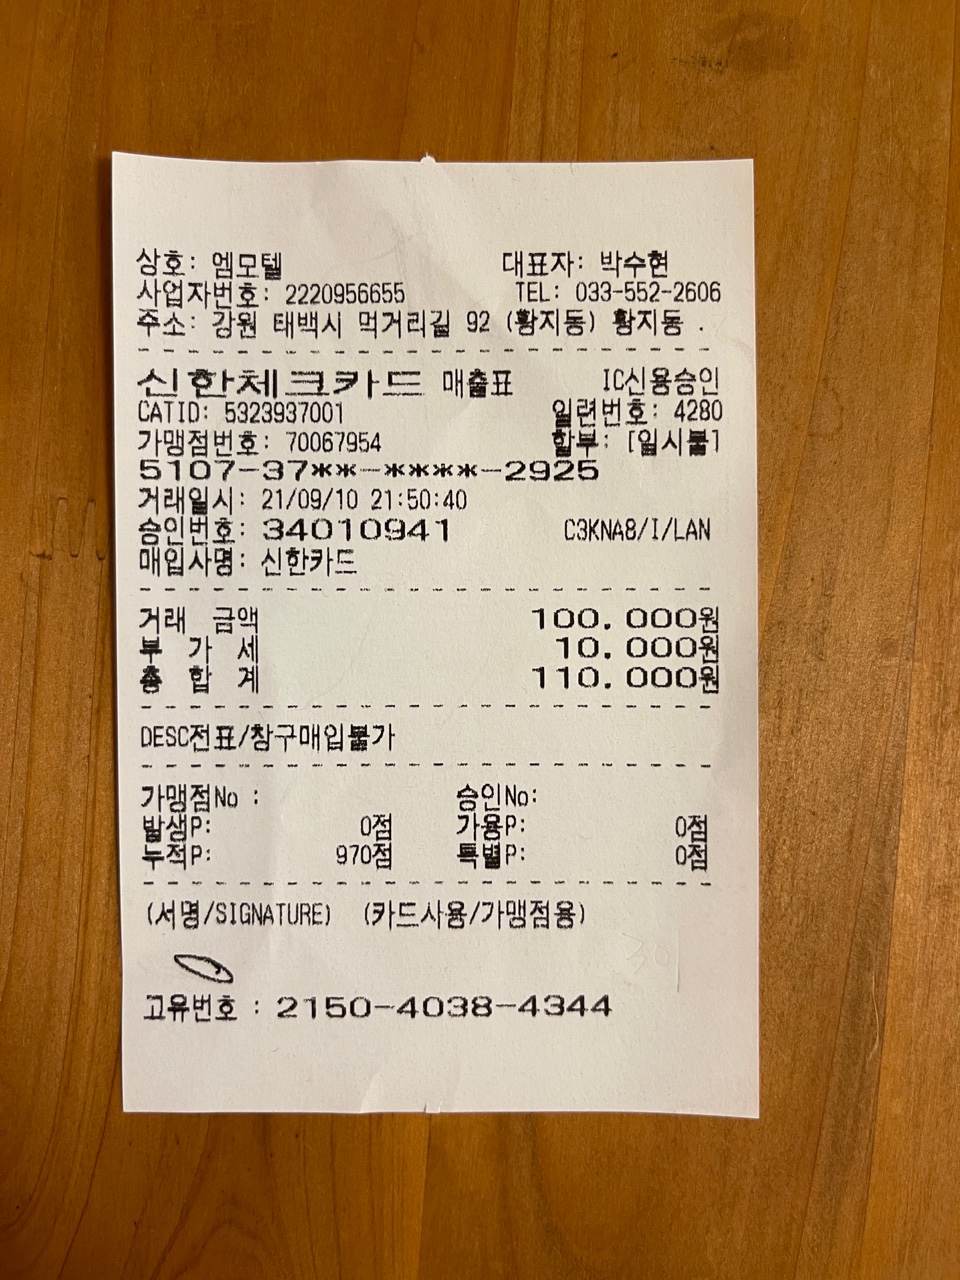 상호: 엠모텔 대표자: 박수현
사업자번호: 2220956655 TEL: 033-552-2606
주소: 강원 태백시 먹거리길 92 (황지동) 황지동 .
신한체크카드 매출표 IC신용승인
CATID: 5323937001 일련번호: 4280
가맹점번호: 70067954 할부: [일시불]
5107-37**-****-2925
거래일시: 21/09/10 21:50:40
승인번호: 34010941 C3KNA8/I/LAN
매입사명: 신한카드
거래 금액 100.000원
부 가 세 10.000원
총 합 계 110.000원
DESC전표/창구매입불가
가맹점No : 승인No:
발생P: 0점 가용P: 0점
누적P: 970점 특별P: 0점
(서명/SIGNATURE) (카드사용/가맹점용)
고유번호 : 2150-4038-4344